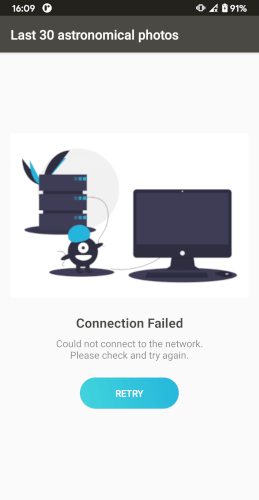 16:09
91%
Last 30 astronomical photos
Connection Failed
Could not connect to the network.
Please check and try again.
RETRY